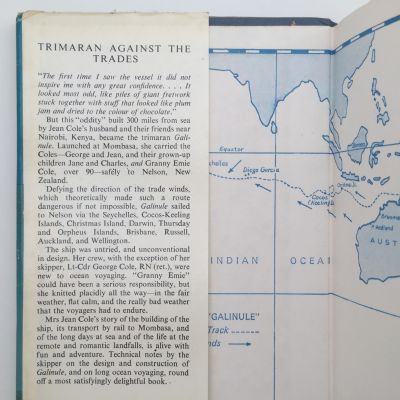 TRIMARAN AGAINST THE
TRADES
"The first time I saw the vessel it did not
inspire me with any great confidence. . . . It
looked most odd, like piles of giant fretwork
stuck together with stuff that looked like plum
jam and dried to the colour of chocolate."
But this "oddity" built 300 miles from sea
by Jean Cole's husband and their friends near
Nairobi, Kenya, became the trimaran Gali-
nule. Launched at Mombasa, she carried the
Coles—George and Jean, and their grown-up
children Jane and Charles, and Granny Emie
Cole, over 90—safely to Nelson, New
Zealand.
Defying the direction of the trade winds,
which theoretically made such a route
dangerous if not impossible, Galinule sailed
to Nelson via the Seychelles, Cocos-Keeling
Islands, Christmas Island, Darwin, Thursday
and Orpheus Islands, Brisbane, Russell,
Auckland, and Wellington.
The ship was untried, and unconventional
in design. Her crew, with the exception of her
skipper, Lt-Cdr George Cole, RN (ret.), were
new to ocean voyaging. "Granny Emie"
could have been a serious responsibility, but
she knitted placidly all the way—in the fair
weather, flat calm, and the really bad weather
that the voyagers had to endure.
Mrs Jean Cole's story of the building of the
ship, its transport by rail to Mombasa, and
of the long days at sea and of the life at the
remote and romantic landfalls, is alive with
fun and adventure. Technical notes by the
skipper on the design and construction of
Galinule, and on long ocean voyaging, round
off a most satisfyingly delightful book.
Equator
chelles
Diego Garcia
Cocos
(Keeling)
INDIAN OCEAN
AUST
"GALINULE"
Track
nds